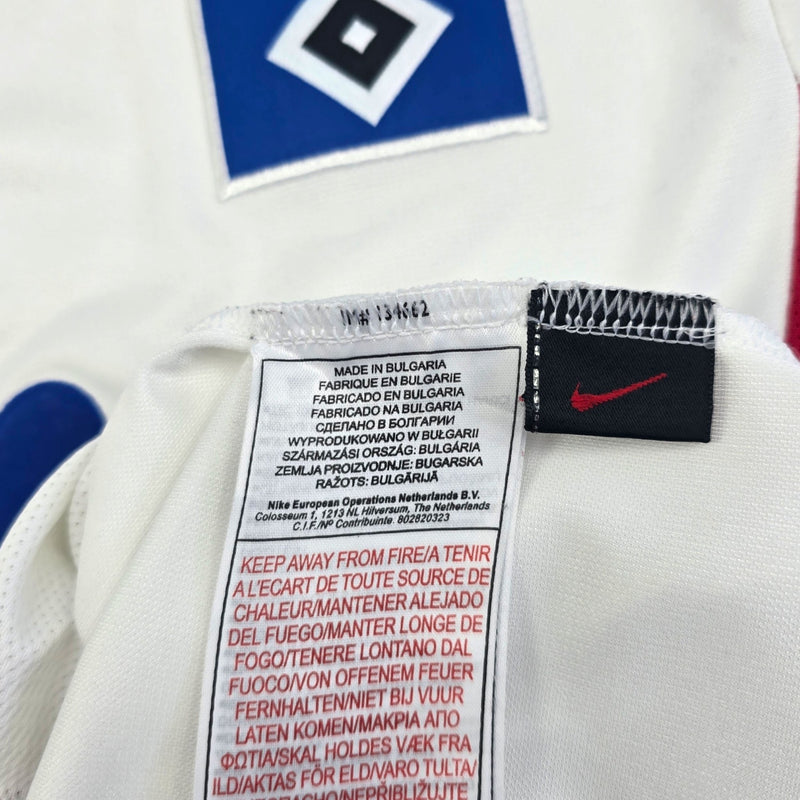 IM# 134662
MADE IN BULGARIA
FABRIQUE EN BULGARIE
FABRICADO EN BULGARIA
FABRICADO NA BULGARIA
СДЕЛАНО В БОЛГАРИИ
WYPRODUKOWANO W BUŁGARII
SZÁRMAZÁSI ORSZÁG: BULGÁRIA
ZEMLJA PROIZVODNJE: BUGARSKA
RAŽOTS: BULGĀRIJĀ
Nike European Operations Netherlands B.V.
Colosseum 1, 1213 NL Hilversum, The Netherlands
C.I.F./Nº Contribuinte. 802820323
KEEP AWAY FROM FIRE/A TENIR
A L'ECART DE TOUTE SOURCE DE
CHALEUR/MANTENER ALEJADO
DEL FUEGO/MANTER LONGE DE
FOGO/TENERE LONTANO DAL
FUOCO/VON OFFENEM FEUER
FERNHALTEN/NIET BIJ VUUR
LATEN KOMEN/ΜΑΚΡΙΑ ΑΠΟ
ΦΩΤΙΑ/SKAL HOLDES VÆK FRA
ILD/AKTAS FÖR ELD/VARO TULTA/
NEPŘIBLIŽUJTE